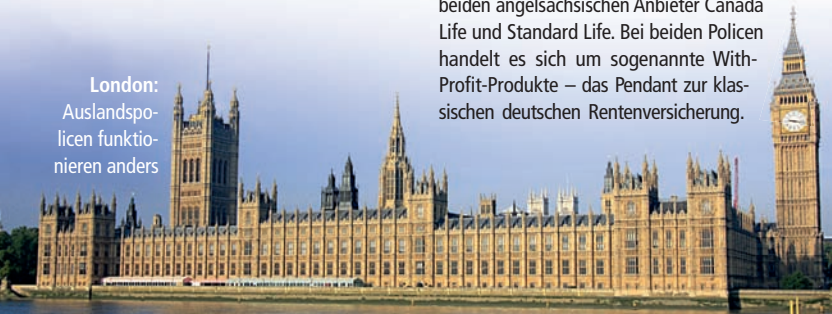 beiden angelsächsischen Anbieter Canada
Life und Standard Life. Bei beiden Policen
handelt es sich um sogenannte With-
Profit-Produkte – das Pendant zur klas-
sischen deutschen Rentenversicherung.
London:
Auslandspo-
licen funktio-
nieren anders